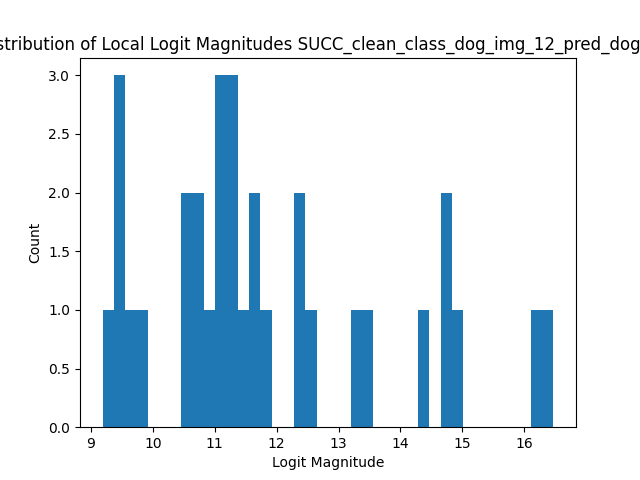 stribution of Local Logit Magnitudes SUCC_clean_class_dog_img_12_pred_dog
3.0
2.5
2.0
1.5
1.0
0.5
0.0
Count
9 10 11 12 13 14 15 16
Logit Magnitude